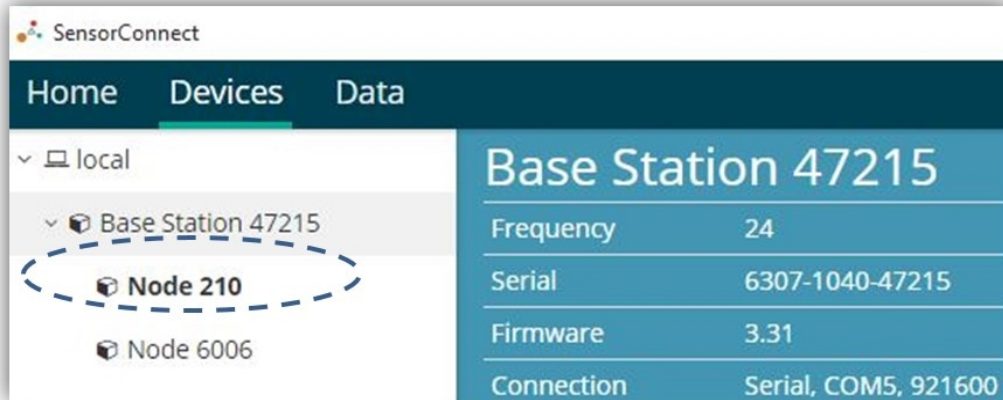 SensorConnect
Home Devices Data
local
Base Station 47215
Node 210
Node 6006
Base Station 47215
Frequency 24
Serial 6307-1040-47215
Firmware 3.31
Connection Serial, COM5, 921600